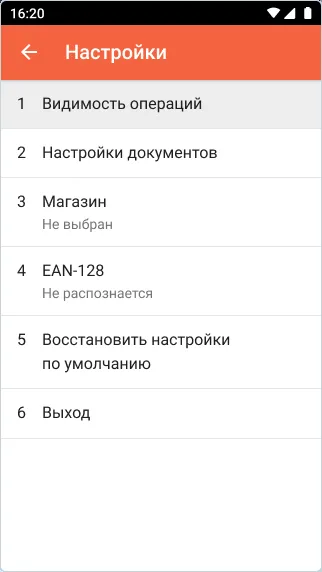 16:20
Настройки
1 Видимость операций
2 Настройки документов
3 Магазин
Не выбран
4 EAN-128
Не распознается
5 Восстановить настройки
по умолчанию
6 Выход